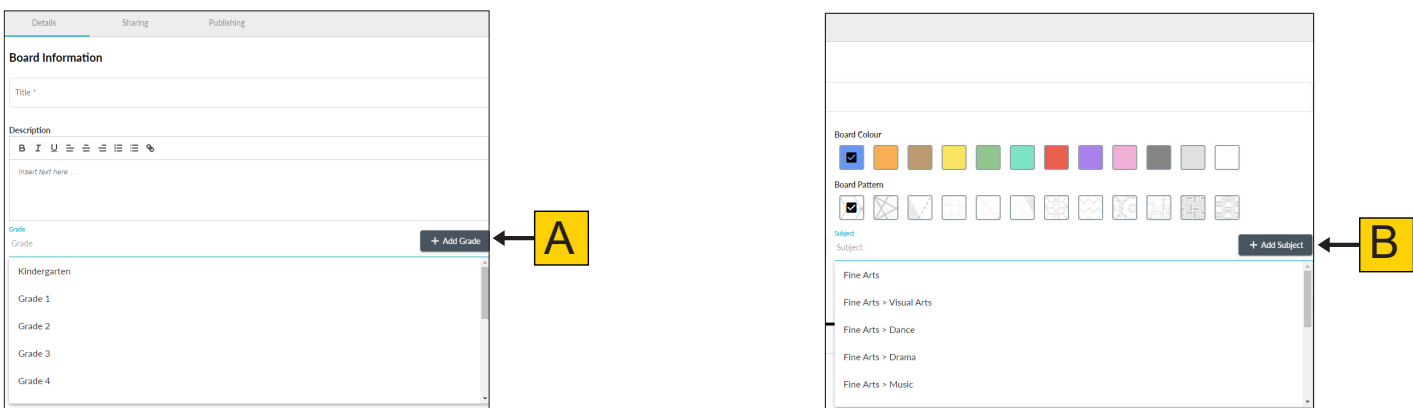 Details Sharing Publishing
Board Information
Title *
Description
B I U
Insert text here ...
Grade
Grade
+ Add Grade
A
Kindergarten
Grade 1
Grade 2
Grade 3
Grade 4
Board Colour
Board Pattern
Subject
Subject
+ Add Subject
B
Fine Arts
Fine Arts > Visual Arts
Fine Arts > Dance
Fine Arts > Drama
Fine Arts > Music